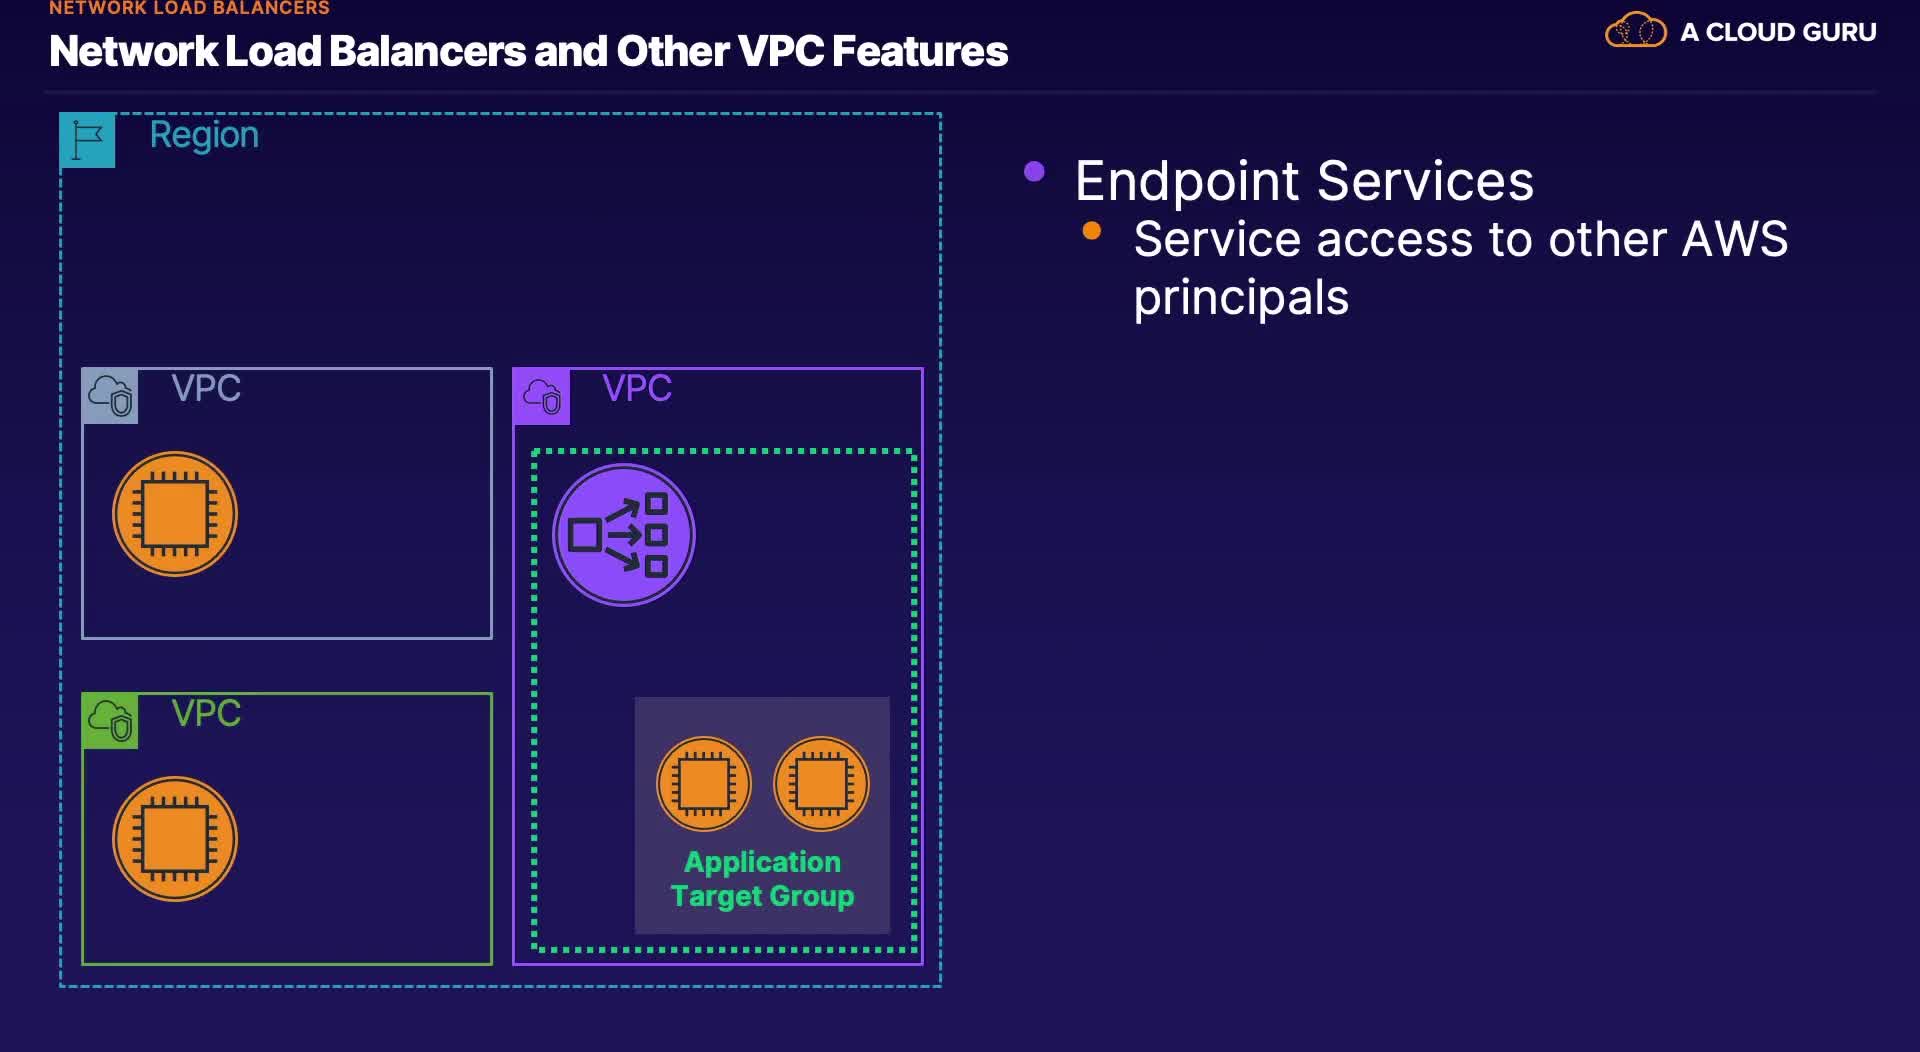 NETWORK LOAD BALANCERS
Network Load Balancers and Other VPC Features
A CLOUD GURU
Region
Endpoint Services
Service access to other AWS
principals
VPC
VPC
VPC
Application
Target Group